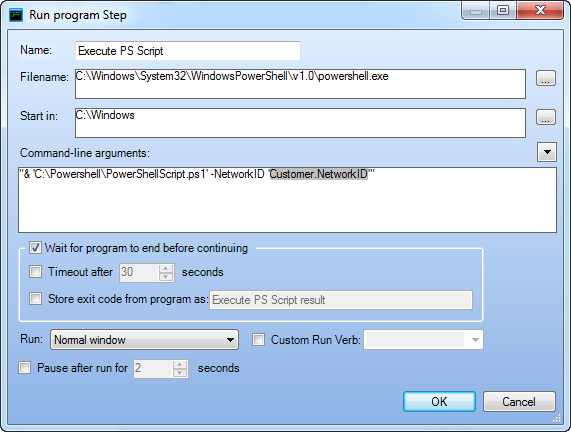 Run program Step
Name: Execute PS Script
Filename: C:\Windows\System32\WindowsPowerShell\v1.0\powershell.exe
...
Start in: C:\Windows
...
Command-line arguments:
"& 'C:\Powershell\PowerShellScript.ps1' -NetworkID 'Customer.NetworkID'"
Wait for program to end before continuing
Timeout after 30 seconds
Store exit code from program as: Execute PS Script result
Run: Normal window Custom Run Verb:
Pause after run for 2 seconds
OK Cancel